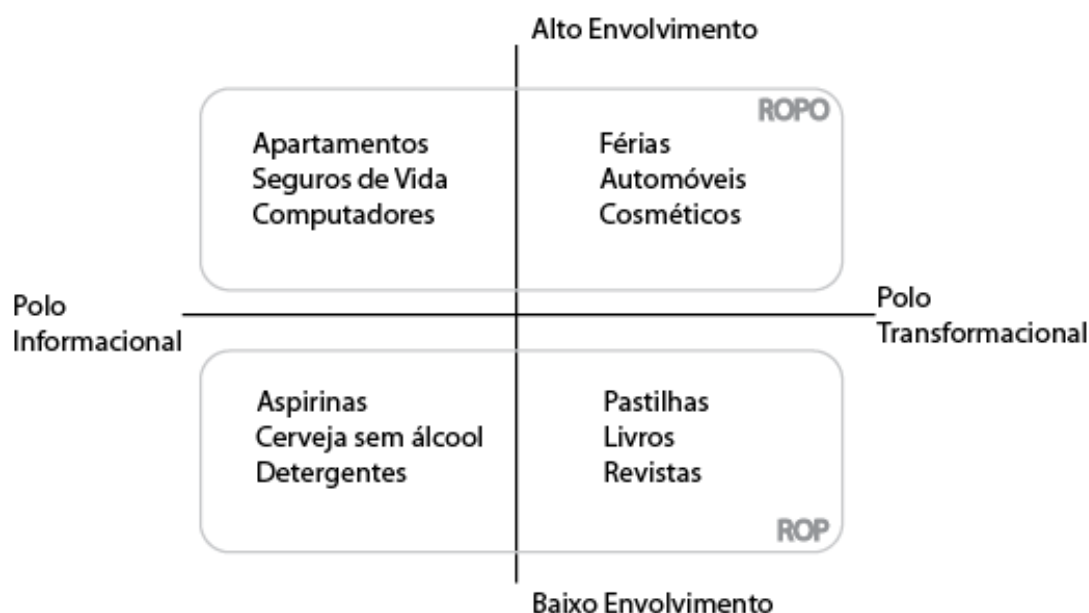 Alto Envolvimento
ROPO
Apartamentos
Seguros de Vida
Computadores
Férias
Automóveis
Cosméticos
Polo
Informacional
Polo
Transformacional
Aspirinas
Cerveja sem álcool
Detergentes
Pastilhas
Livros
Revistas
ROP
Baixo Envolvimento